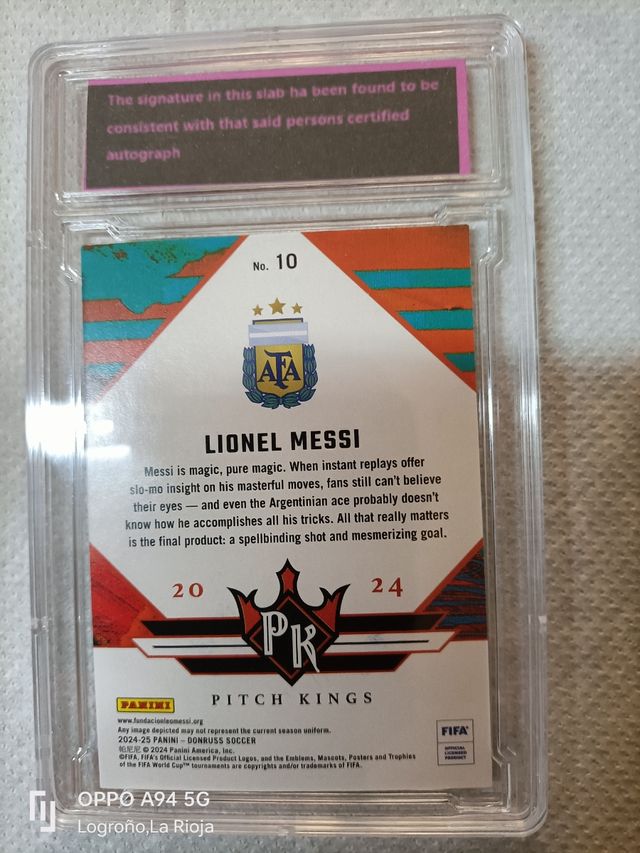 The signature in this slab ha been found to be
consistent with that said persons certified
autograph
No. 10
AFA
LIONEL MESSI
Messi is magic, pure magic. When instant replays offer
slo-mo insight on his masterful moves, fans still can't believe
their eyes — and even the Argentinian ace probably doesn't
know how he accomplishes all his tricks. All that really matters
is the final product: a spellbinding shot and mesmerizing goal.
20 24
PK
PITCH KINGS
PANINI
www.fundacionleomessi.org
Any image depicted may not represent the current season uniform.
2024-25 PANINI – DONRUSS SOCCER
帕尼尼 © 2024 Panini America, Inc.
©FIFA, FIFA's Official Licensed Product Logos, and the Emblems, Mascots, Posters and Trophies
of the FIFA World Cup™ tournaments are copyrights and/or trademarks of FIFA.
FIFA
OFFICIAL
LICENSED
PRODUCT
OPPO A94 5G
Logroño,La Rioja